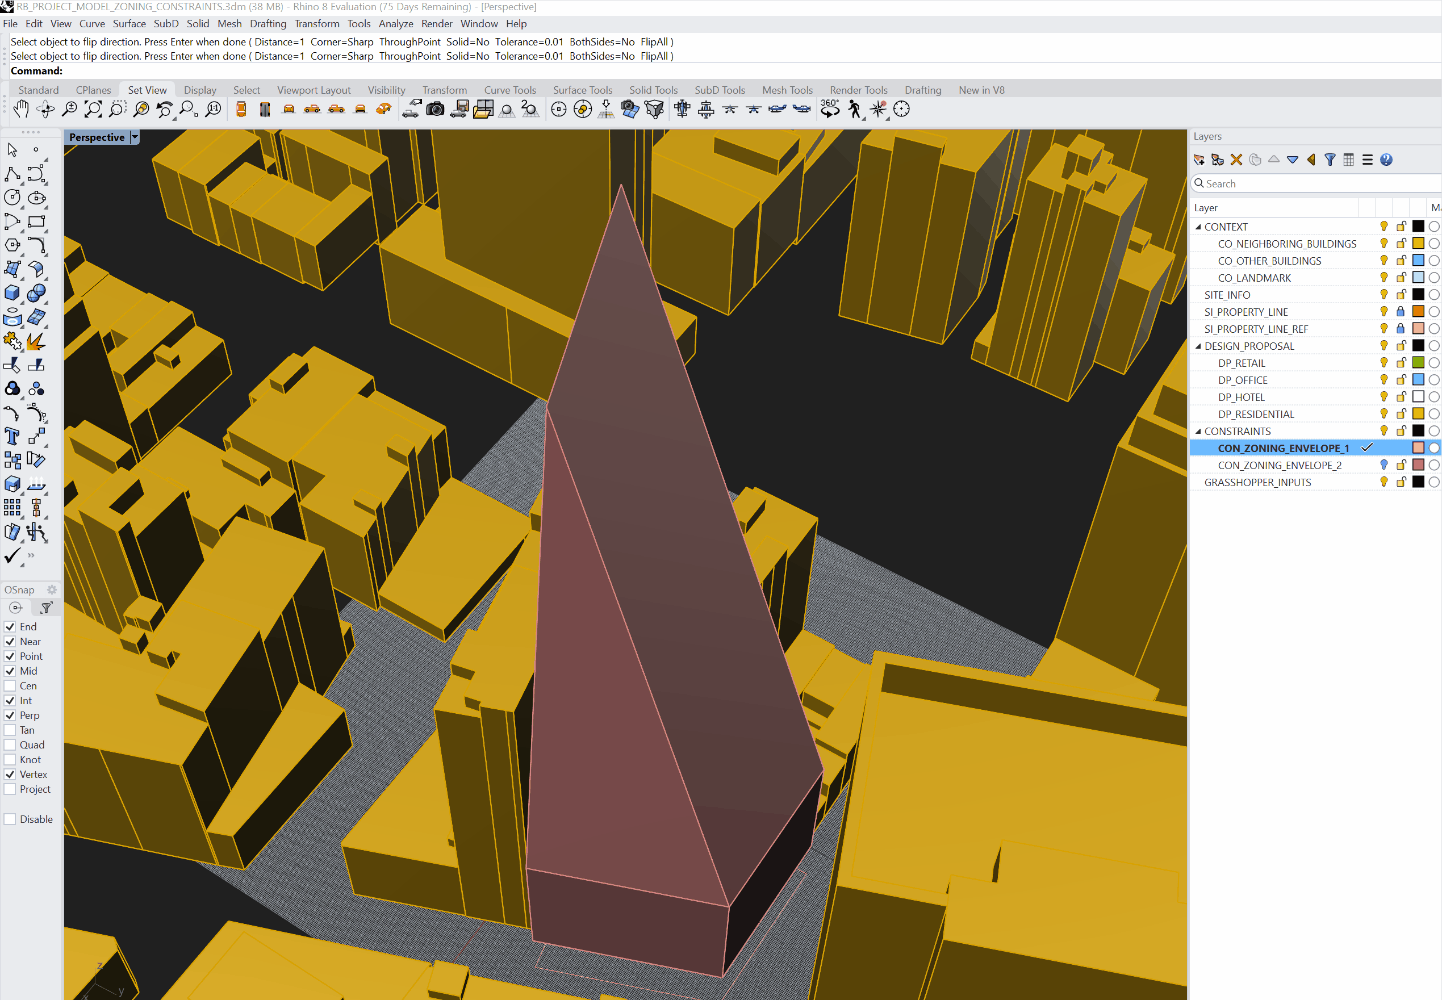 RB_PROJECT_MODEL_ZONING_CONSTRAINTS.3dm (38 MB) - Rhino 8 Evaluation (75 Days Remaining) - [Perspective]
File Edit View Curve Surface SubD Solid Mesh Drafting Transform Tools Analyze Render Window Help
Select object to flip direction. Press Enter when done ( Distance=1 Corner=Sharp ThroughPoint Solid=No Tolerance=0.01 BothSides=No FlipAll )
Select object to flip direction. Press Enter when done ( Distance=1 Corner=Sharp ThroughPoint Solid=No Tolerance=0.01 BothSides=No FlipAll )
Command:
Standard CPlanes Set View Display Select Viewport Layout Visibility Transform Curve Tools Surface Tools Solid Tools SubD Tools Mesh Tools Render Tools Drafting New in V8
1:1
2
360°
Perspective
Layers
Search
Layer M
CONTEXT
CO_NEIGHBORING_BUILDINGS
CO_OTHER_BUILDINGS
CO_LANDMARK
SITE_INFO
SI_PROPERTY_LINE
SI_PROPERTY_LINE_REF
DESIGN_PROPOSAL
DP_RETAIL
DP_OFFICE
DP_HOTEL
DP_RESIDENTIAL
CONSTRAINTS
CON_ZONING_ENVELOPE_1
CON_ZONING_ENVELOPE_2
GRASSHOPPER_INPUTS
OSnap
End
Near
Point
Mid
Cen
Int
Perp
Tan
Quad
Knot
Vertex
Project
Disable
z
y